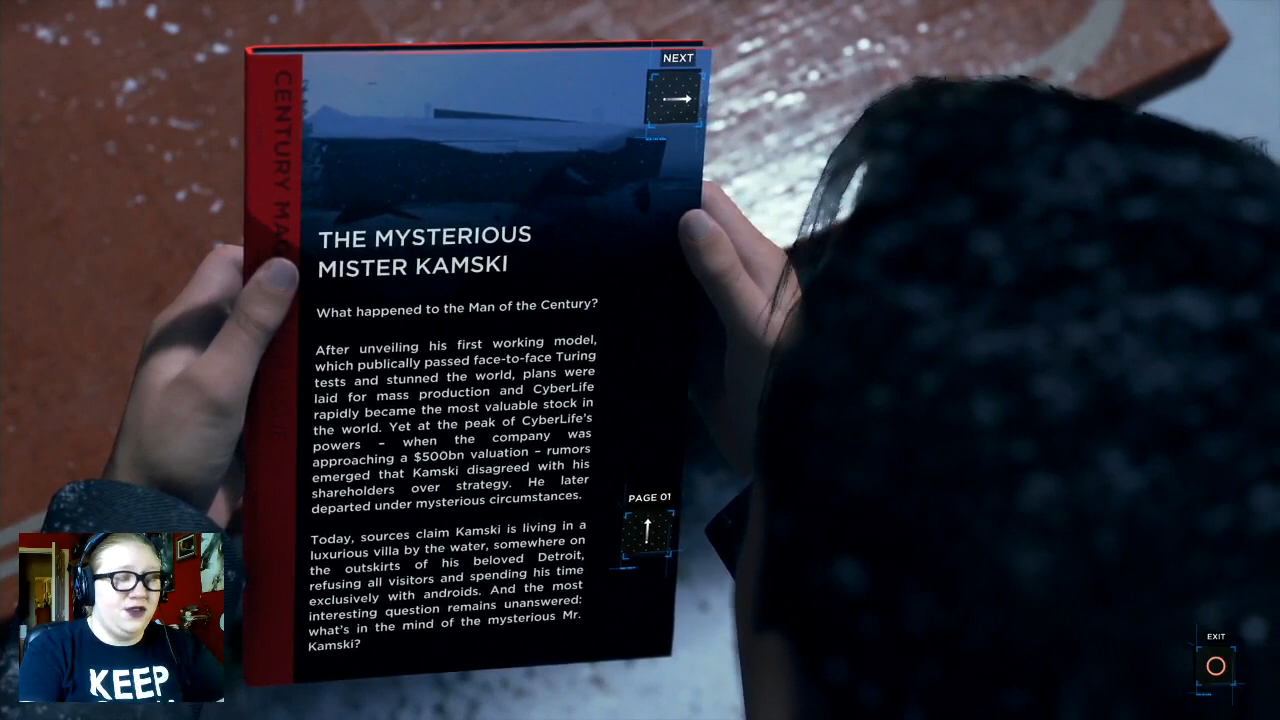 NEXT
CENTURY MAG
THE MYSTERIOUS
MISTER KAMSKI
What happened to the Man of the Century?
After unveiling his first working model,
which publically passed face-to-face Turing
tests and stunned the world, plans were
laid for mass production and CyberLife
rapidly became the most valuable stock in
the world. Yet at the peak of CyberLife's
powers – when the company was
approaching a $500bn valuation – rumors
emerged that Kamski disagreed with his
shareholders over strategy. He later
departed under mysterious circumstances.
Today, sources claim Kamski is living in a
luxurious villa by the water, somewhere on
the outskirts of his beloved Detroit,
refusing all visitors and spending his time
exclusively with androids. And the most
interesting question remains unanswered:
what's in the mind of the mysterious Mr.
Kamski?
PAGE 01
EXIT
KEEP